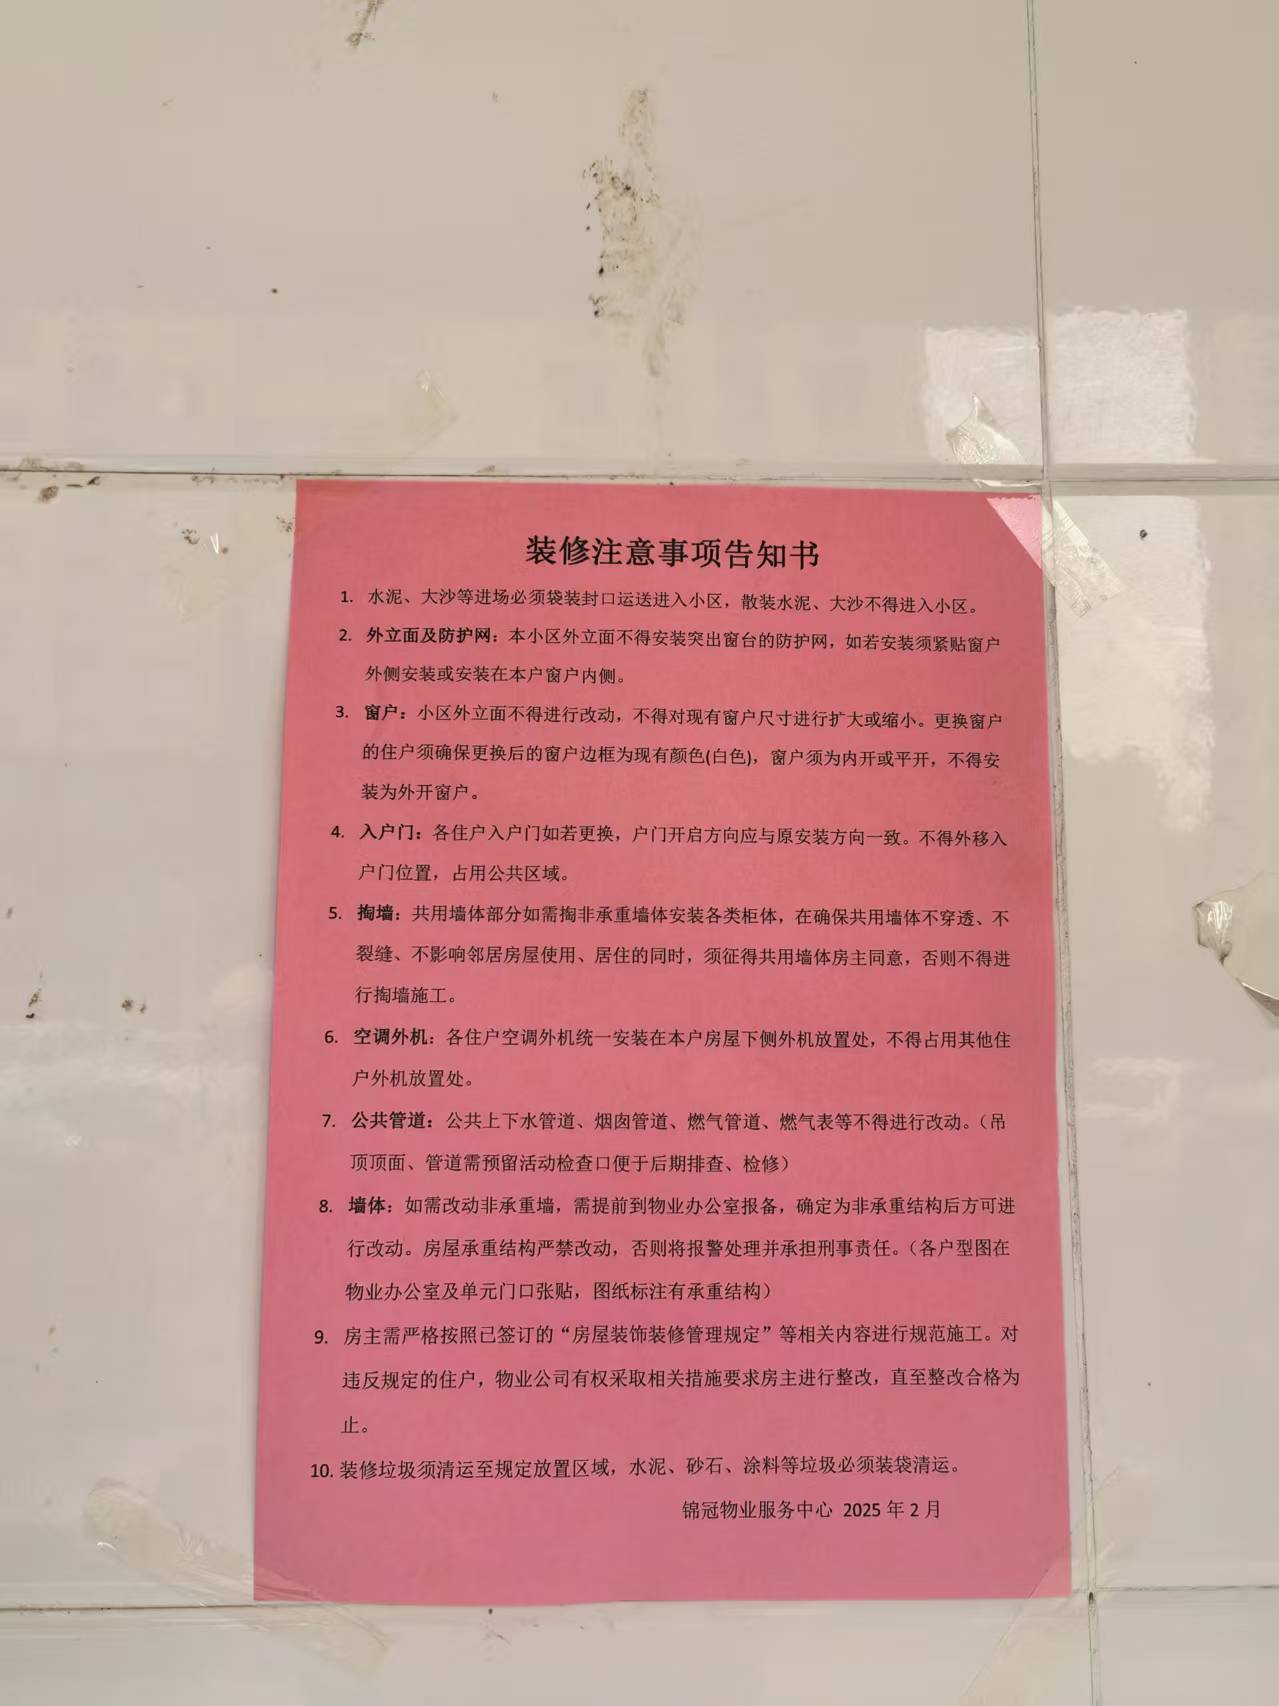 装修注意事项告知书
1. 水泥、大沙等进场必须袋装封口运送进入小区，散装水泥、大沙不得进入小区。
2. 外立面及防护网：本小区外立面不得安装突出窗台的防护网，如若安装须紧贴窗户
外侧安装或安装在本户窗户内侧。
3. 窗户：小区外立面不得进行改动，不得对现有窗户尺寸进行扩大或缩小。更换窗户
的住户须确保更换后的窗户边框为现有颜色(白色)，窗户须为内开或平开，不得安
装为外开窗户。
4. 入户门：各住户入户门如若更换，户门开启方向应与原安装方向一致。不得外移入
户门位置，占用公共区域。
5. 掏墙：共用墙体部分如需掏非承重墙体安装各类柜体，在确保共用墙体不穿透、不
裂缝、不影响邻居房屋使用、居住的同时，须征得共用墙体房主同意，否则不得进
行掏墙施工。
6. 空调外机：各住户空调外机统一安装在本户房屋下侧外机放置处，不得占用其他住
户外机放置处。
7. 公共管道：公共上下水管道、烟囱管道、燃气管道、燃气表等不得进行改动。（吊
顶顶面、管道需预留活动检查口便于后期排查、检修）
8. 墙体：如需改动非承重墙，需提前到物业办公室报备，确定为非承重结构后方可进
行改动。房屋承重结构严禁改动，否则将报警处理并承担刑事责任。（各户型图在
物业办公室及单元门口张贴，图纸标注有承重结构）
9. 房主需严格按照已签订的“房屋装饰装修管理规定”等相关内容进行规范施工。对
违反规定的住户，物业公司有权采取相关措施要求房主进行整改，直至整改合格为
止。
10. 装修垃圾须清运至规定放置区域，水泥、砂石、涂料等垃圾必须装袋清运。
锦冠物业服务中心 2025 年 2 月